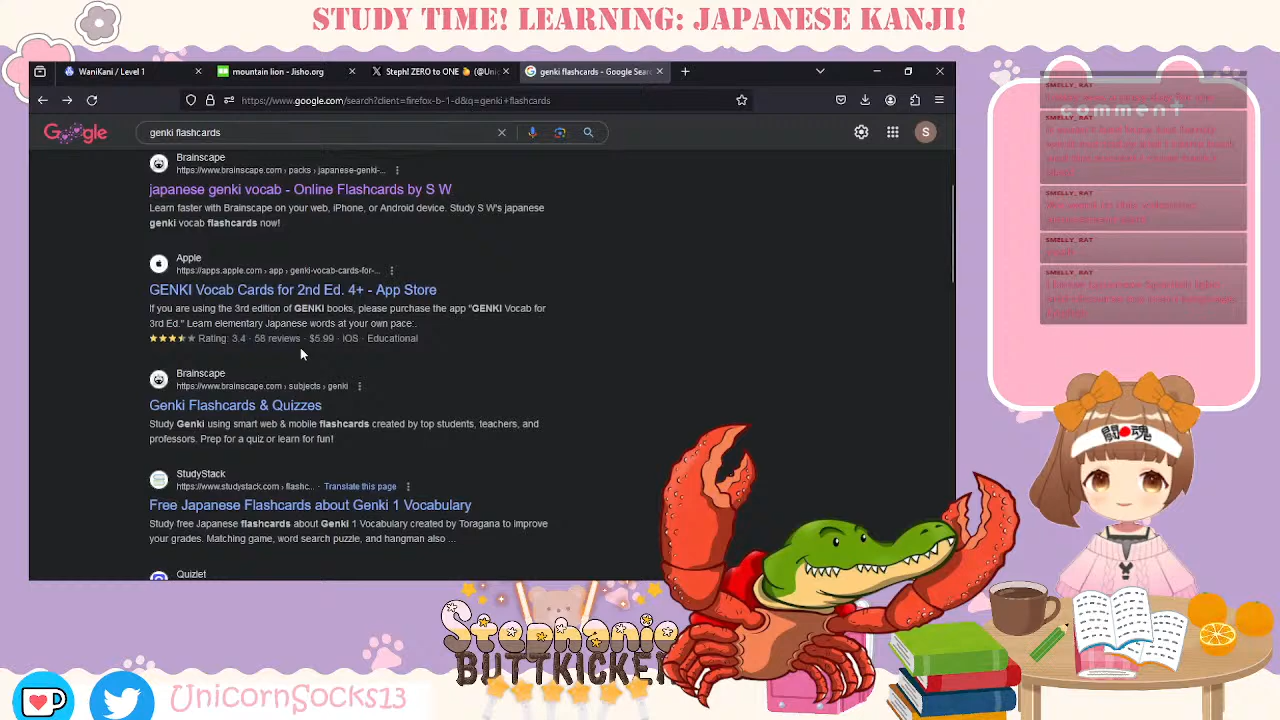 STUDY TIME! LEARNING: JAPANESE KANJI!
WaniKani / Level 1
mountain lion - Jisho.org
Steph! ZERO to ONE
genki flashcards - Google Sear
https://www.google.com/search?client=firefox-b-1-d&q=genki+flashcards
Google
genki flashcards
S
Brainscape
https://www.brainscape.com › packs › japanese-genki-...
japanese genki vocab - Online Flashcards by S W
Learn faster with Brainscape on your web, iPhone, or Android device. Study S W's japanese
genki vocab flashcards now!
Apple
https://apps.apple.com › app › genki-vocab-cards-for-...
GENKI Vocab Cards for 2nd Ed. 4+ - App Store
If you are using the 3rd edition of GENKI books, please purchase the app "GENKI Vocab for
3rd Ed." Learn elementary Japanese words at your own pace..
Rating: 3.4 · 58 reviews · $5.99 · iOS · Educational
Brainscape
https://www.brainscape.com › subjects › genki
Genki Flashcards & Quizzes
Study Genki using smart web & mobile flashcards created by top students, teachers, and
professors. Prep for a quiz or learn for fun!
StudyStack
https://www.studystack.com › flashc... · Translate this page
Free Japanese Flashcards about Genki 1 Vocabulary
Study free Japanese flashcards about Genki 1 Vocabulary created by Toragana to improve
your grades. Matching game, word search puzzle, and hangman also ...
Quizlet
comment
SMELLY_RAT
SMELLY_RAT
SMELLY_RAT
SMELLY_RAT
SMELLY_RAT
闘魂
stephanie
BUTTKICKER
UnicornSocks13